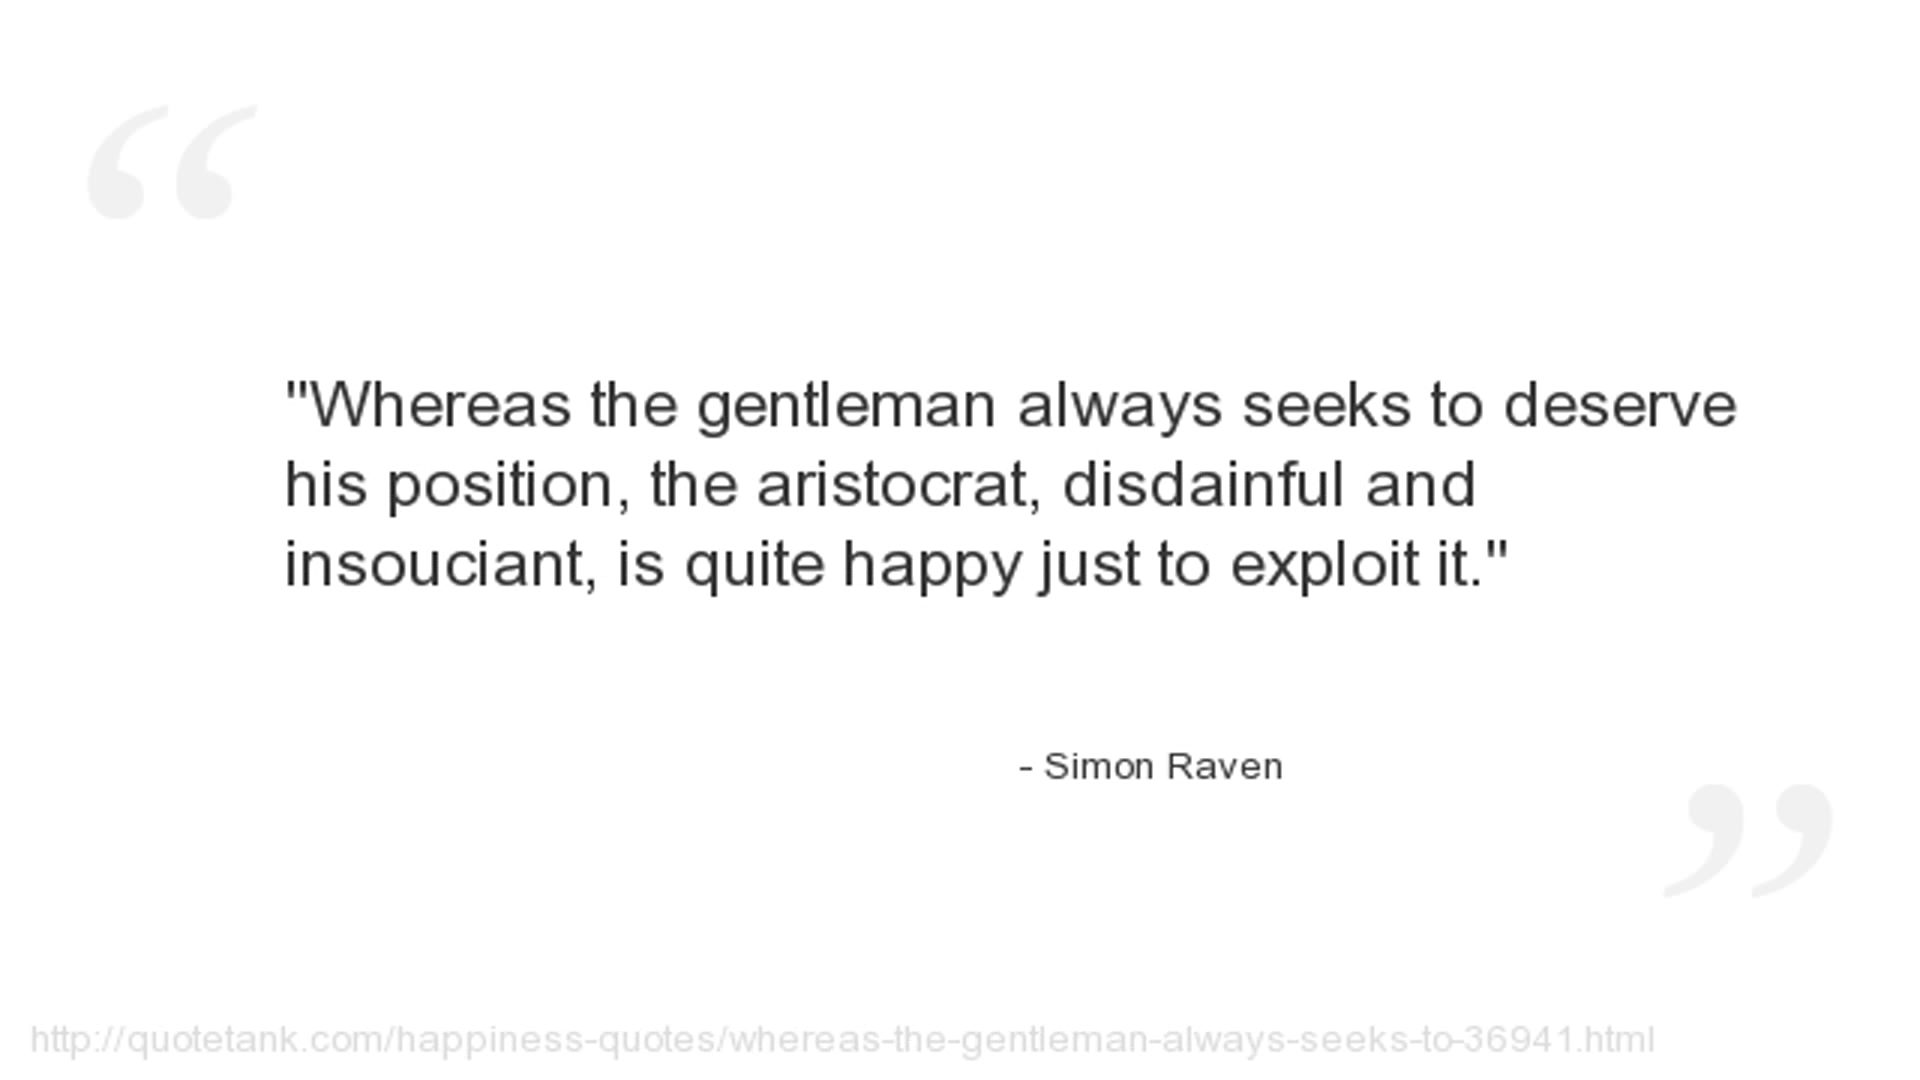 "Whereas the gentleman always seeks to deserve
his position, the aristocrat, disdainful and
insouciant, is quite happy just to exploit it."
- Simon Raven
http://quotetank.com/happiness-quotes/whereas-the-gentleman-always-seeks-to-36941.html